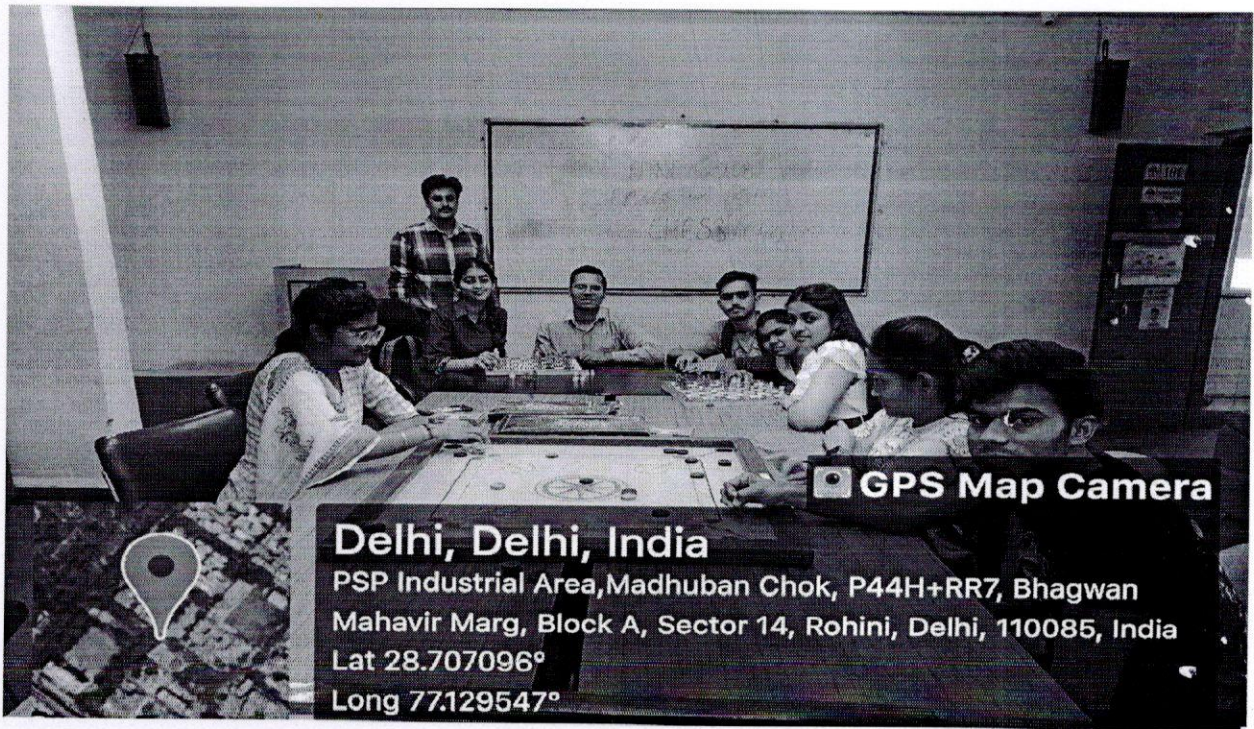 CHESS
GPS Map Camera
Delhi, Delhi, India
PSP Industrial Area,Madhuban Chok, P44H+RR7, Bhagwan
Mahavir Marg, Block A, Sector 14, Rohini, Delhi, 110085, India
Lat 28.707096°
Long 77.129547°